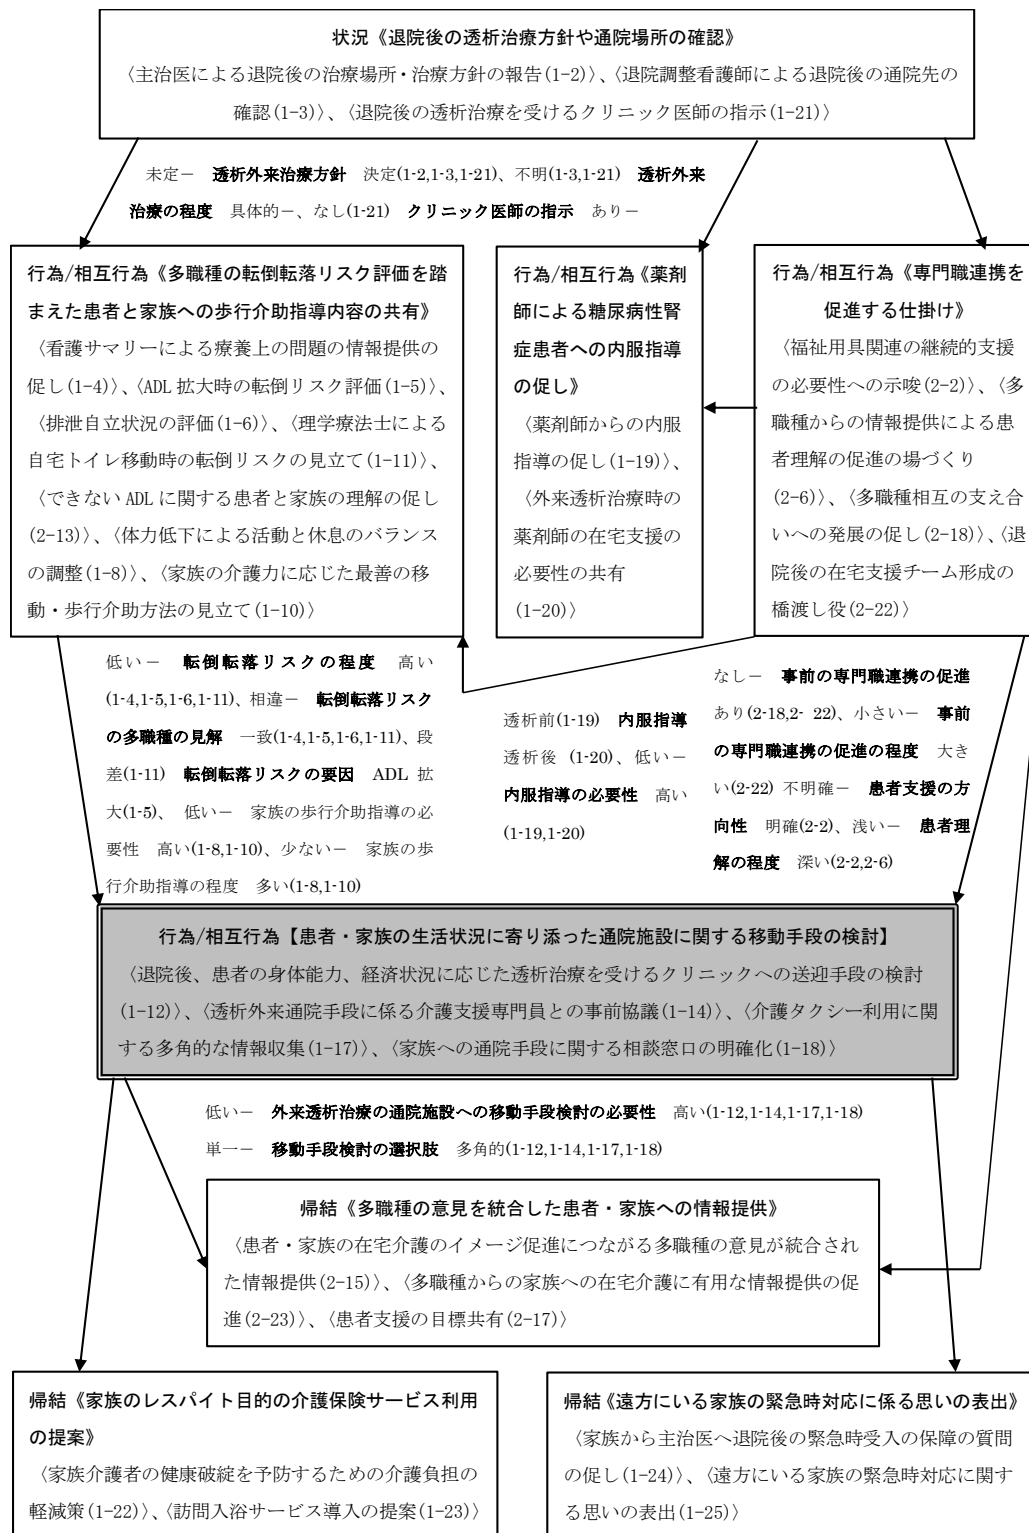 状況《退院後の透析治療方針や通院場所の確認》
〈主治医による退院後の治療場所・治療方針の報告(1-2)〉、〈退院調整看護師による退院後の通院先の
確認(1-3)〉、〈退院後の透析治療を受けるクリニック医師の指示(1-21)〉
未定－　透析外来治療方針　決定(1-2,1-3,1-21)、不明(1-3,1-21)　透析外来
治療の程度　具体的－、なし(1-21)　クリニック医師の指示　あり－
行為/相互行為《多職種の転倒転落リスク評価を踏
まえた患者と家族への歩行介助指導内容の共有》
〈看護サマリーによる療養上の問題の情報提供の
促し(1-4)〉、〈ADL 拡大時の転倒リスク評価(1-5)〉、
〈排泄自立状況の評価(1-6)〉、〈理学療法士による
自宅トイレ移動時の転倒リスクの見立て(1-11)〉、
〈できない ADL に関する患者と家族の理解の促し
(2-13)〉、〈体力低下による活動と休息のバランス
の調整(1-8)〉、〈家族の介護力に応じた最善の移
動・歩行介助方法の見立て(1-10)〉
行為/相互行為《薬剤
師による糖尿病性腎
症患者への内服指導
の促し》
〈薬剤師からの内服
指導の促し(1-19)〉、
〈外来透析治療時の
薬剤師の在宅支援の
必要性の共有
(1-20)〉
行為/相互行為《専門職連携を
促進する仕掛け》
〈福祉用具関連の継続的支援
の必要性への示唆(2-2)〉、〈多
職種からの情報提供による患
者理解の促進の場づくり
(2-6)〉、〈多職種相互の支え合
いへの発展の促し(2-18)〉、〈退
院後の在宅支援チーム形成の
橋渡し役(2-22)〉
低い－　転倒転落リスクの程度　高い
(1-4,1-5,1-6,1-11)、相違－　転倒転落リスク
の多職種の見解　一致(1-4,1-5,1-6,1-11)、段
差(1-11)　転倒転落リスクの要因　ADL 拡
大(1-5)、　低い－　家族の歩行介助指導の必
要性　高い(1-8,1-10)、少ない－　家族の歩
行介助指導の程度　多い(1-8,1-10)
透析前(1-19)　内服指導
透析後 (1-20)、低い－
内服指導の必要性　高い
(1-19,1-20)
なし－　事前の専門職連携の促進
あり(2-18,2- 22)、小さい－　事前
の専門職連携の促進の程度　大き
い(2-22) 不明確－　患者支援の方
向性　明確(2-2)、浅い－　患者理
解の程度　深い(2-2,2-6)
行為/相互行為【患者・家族の生活状況に寄り添った通院施設に関する移動手段の検討】
〈退院後、患者の身体能力、経済状況に応じた透析治療を受けるクリニックへの送迎手段の検討
(1-12)〉、〈透析外来通院手段に係る介護支援専門員との事前協議(1-14)〉、〈介護タクシー利用に関
する多角的な情報収集(1-17)〉、〈家族への通院手段に関する相談窓口の明確化(1-18)〉
低い－　外来透析治療の通院施設への移動手段検討の必要性　高い(1-12,1-14,1-17,1-18)
単一－　移動手段検討の選択肢　多角的(1-12,1-14,1-17,1-18)
帰結《多職種の意見を統合した患者・家族への情報提供》
〈患者・家族の在宅介護のイメージ促進につながる多職種の意見が統合され
た情報提供(2-15)〉、〈多職種からの家族への在宅介護に有用な情報提供の促
進(2-23)〉、〈患者支援の目標共有(2-17)〉
帰結《家族のレスパイト目的の介護保険サービス利用
の提案》
〈家族介護者の健康破綻を予防するための介護負担の
軽減策(1-22)〉、〈訪問入浴サービス導入の提案(1-23)〉
帰結《遠方にいる家族の緊急時対応に係る思いの表出》
〈家族から主治医へ退院後の緊急時受入の保障の質問
の促し(1-24)〉、〈遠方にいる家族の緊急時対応に関す
る思いの表出(1-25)〉